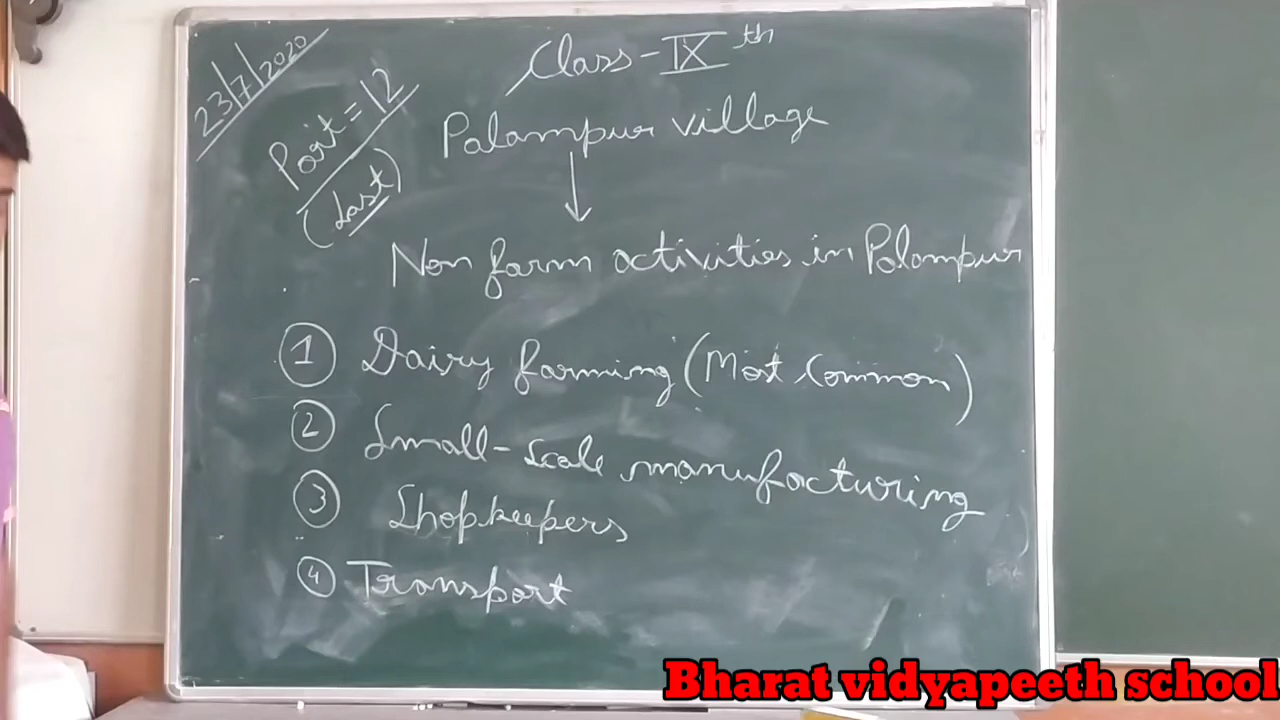 23/7/2020
Part = 12
(Last)
Class - IX th
Palampur village
Non farm activities in Palampur
1 Dairy farming (Most Common)
2 Small-scale manufacturing
3 Shopkeepers
4 Transport
Bharat vidyapeeth school